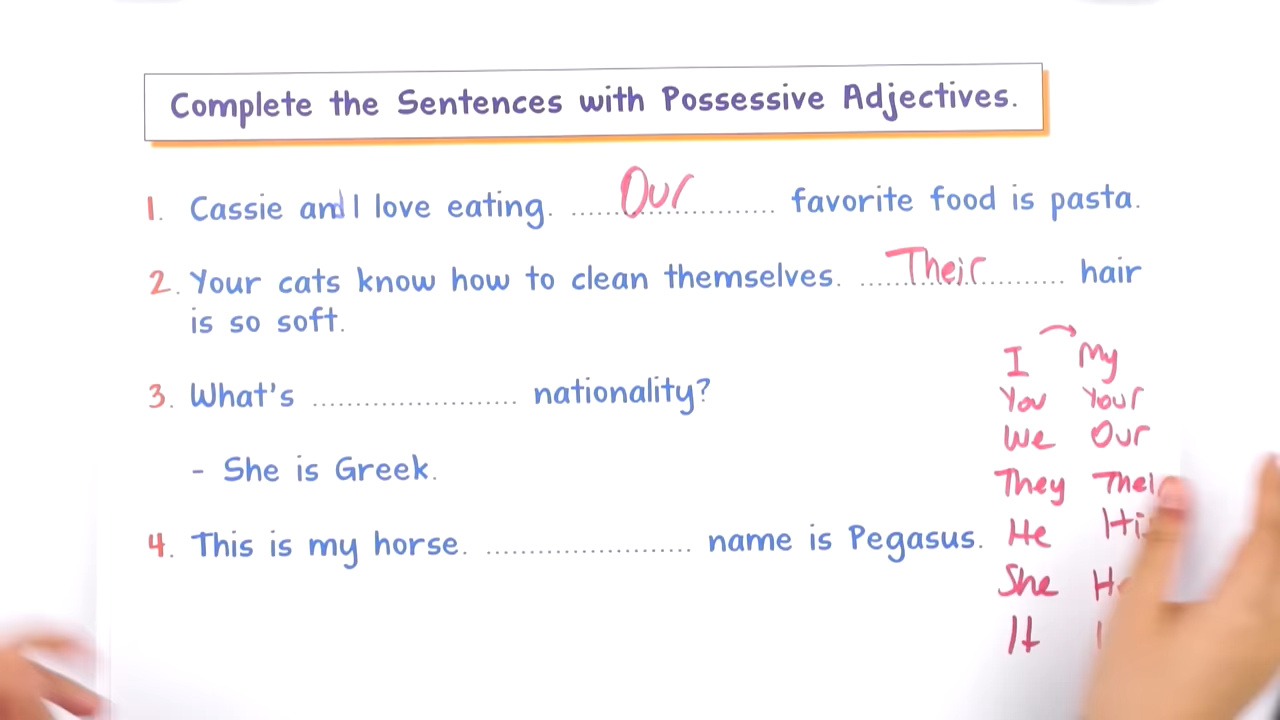 Complete the Sentences with Possessive Adjectives.
1. Cassie and I love eating. .......... Our .......... favorite food is pasta.
2. Your cats know how to clean themselves. .......... Their .......... hair
is so soft.
I My
3. What's .......... nationality?
You Your
We Our
- She is Greek.
They
4. This is my horse. .......... name is Pegasus.
He
She
It